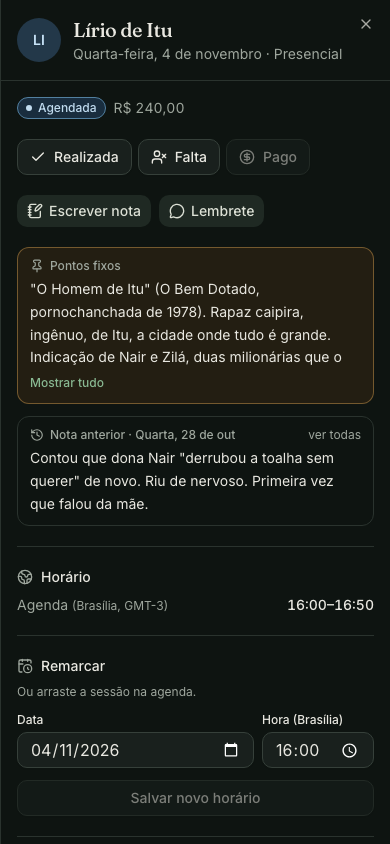 LI
Lírio de Itu
Quarta-feira, 4 de novembro · Presencial
Agendada
R$ 240,00
Realizada
Falta
Pago
Escrever nota
Lembrete
Pontos fixos
"O Homem de Itu" (O Bem Dotado,
pornochanchada de 1978). Rapaz caipira,
ingênuo, de Itu, a cidade onde tudo é grande.
Indicação de Nair e Zilá, duas milionárias que o
Mostrar tudo
Nota anterior · Quarta, 28 de out
ver todas
Contou que dona Nair "derrubou a toalha sem
querer" de novo. Riu de nervoso. Primeira vez
que falou da mãe.
Horário
Agenda (Brasília, GMT-3)
16:00–16:50
Remarcar
Ou arraste a sessão na agenda.
Data
Hora (Brasília)
04/11/2026
16:00
Salvar novo horário